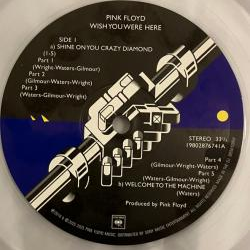 PINK FLOYD
WISH YOU WERE HERE
SIDE 1
a) SHINE ON YOU CRAZY DIAMOND
(1-5)
Part 1
(Wright-Waters-Gilmour)
Part 2
(Gilmour-Waters-Wright)
Part 3
(Waters-Gilmour-Wright)
STEREO 33⅓
19802876741A
Part 4
(Gilmour-Wright-Waters)
Part 5
(Waters)
b) WELCOME TO THE MACHINE
(Waters)
Produced by Pink Floyd